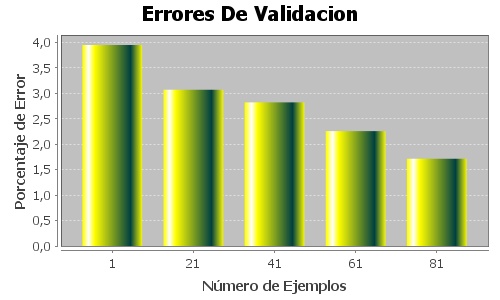 Errores De Validacion
Porcentaje de Error
4,0
3,5
3,0
2,5
2,0
1,5
1,0
0,5
0,0
1 21 41 61 81
Número de Ejemplos